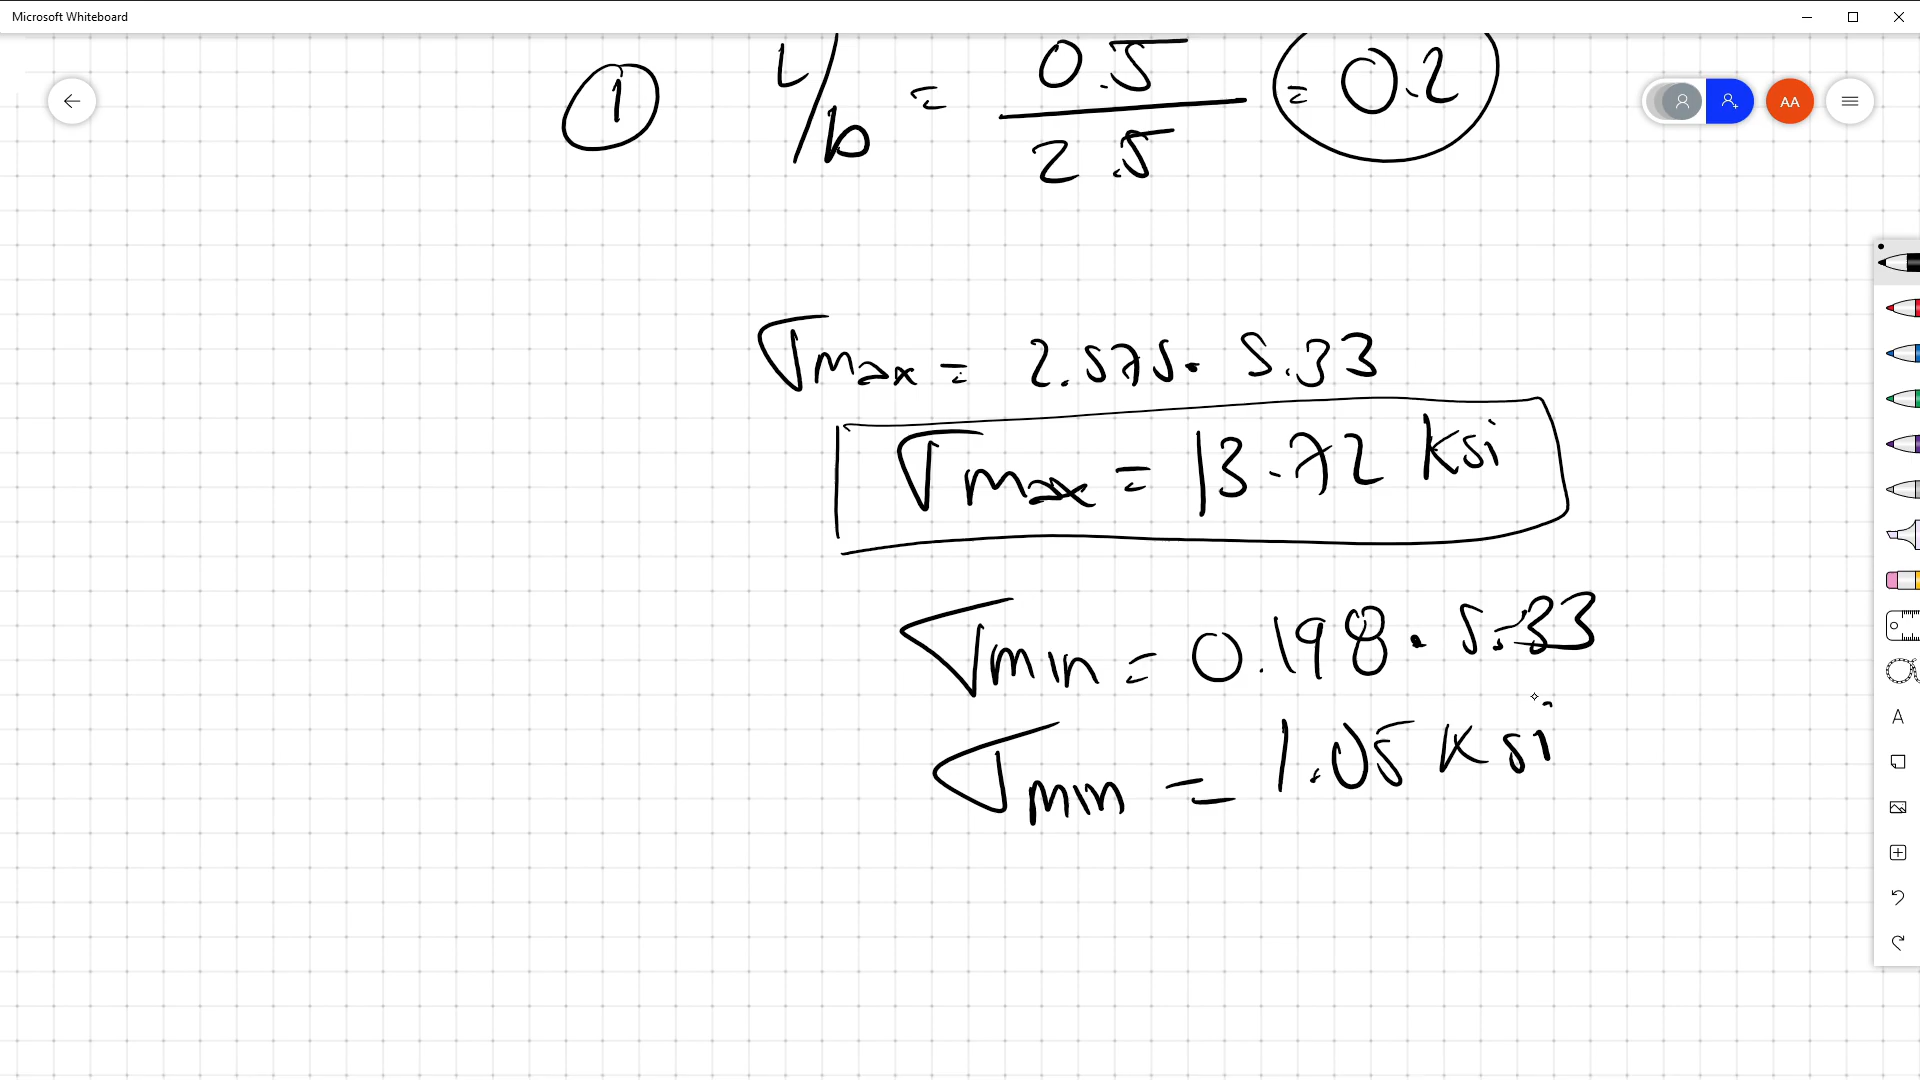 Microsoft Whiteboard
① L/b = 0.5/2.5 = 0.2
AA
σmax = 2.575 · 5.33
σmax = 13.72 ksi
σmin = 0.198 · 5.33
σmin = 1.05 ksi
A